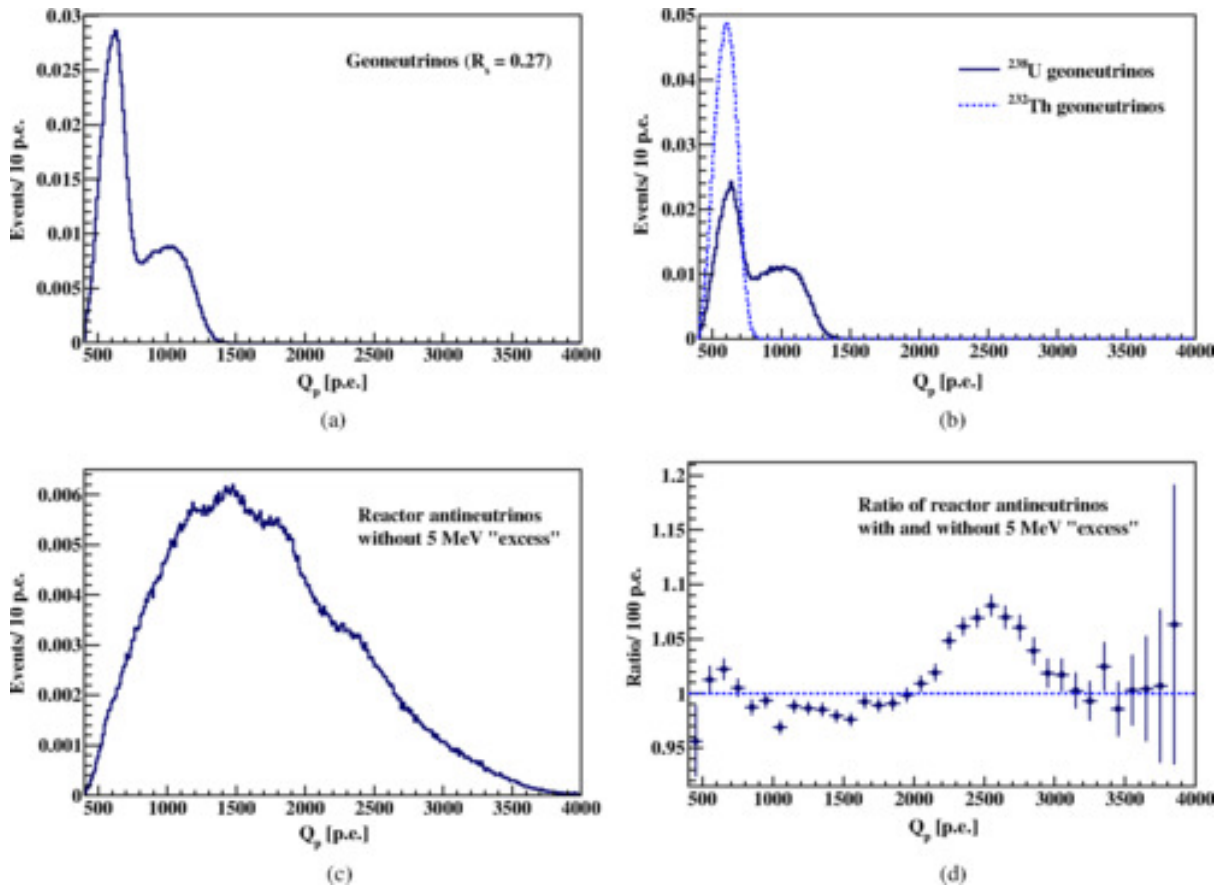 0.03
0.025
0.02
0.015
0.01
0.005
0
Events/ 10 p.e.
Geoneutrinos (Rs = 0.27)
500 1000 1500 2000 2500 3000 3500 4000
Qp [p.e.]
(a)
0.05
0.04
0.03
0.02
0.01
0
Events/ 10 p.e.
238U geoneutrinos
232Th geoneutrinos
500 1000 1500 2000 2500 3000 3500 4000
Qp [p.e.]
(b)
0.006
0.005
0.004
0.003
0.002
0.001
0
Events/ 10 p.e.
Reactor antineutrinos
without 5 MeV "excess"
500 1000 1500 2000 2500 3000 3500 4000
Qp [p.e.]
(c)
1.2
1.15
1.1
1.05
1
0.95
Ratio/ 100 p.e.
Ratio of reactor antineutrinos
with and without 5 MeV "excess"
500 1000 1500 2000 2500 3000 3500 4000
Qp [p.e.]
(d)